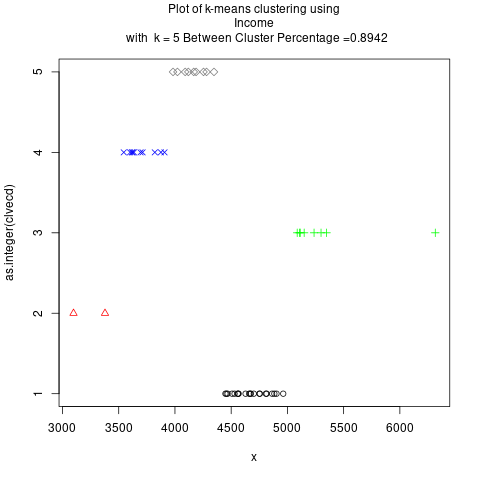 Plot of k-means clustering using
Income
with k = 5 Between Cluster Percentage =0.8942
as.integer(clvecd)
5
4
3
2
1
3000 3500 4000 4500 5000 5500 6000
x